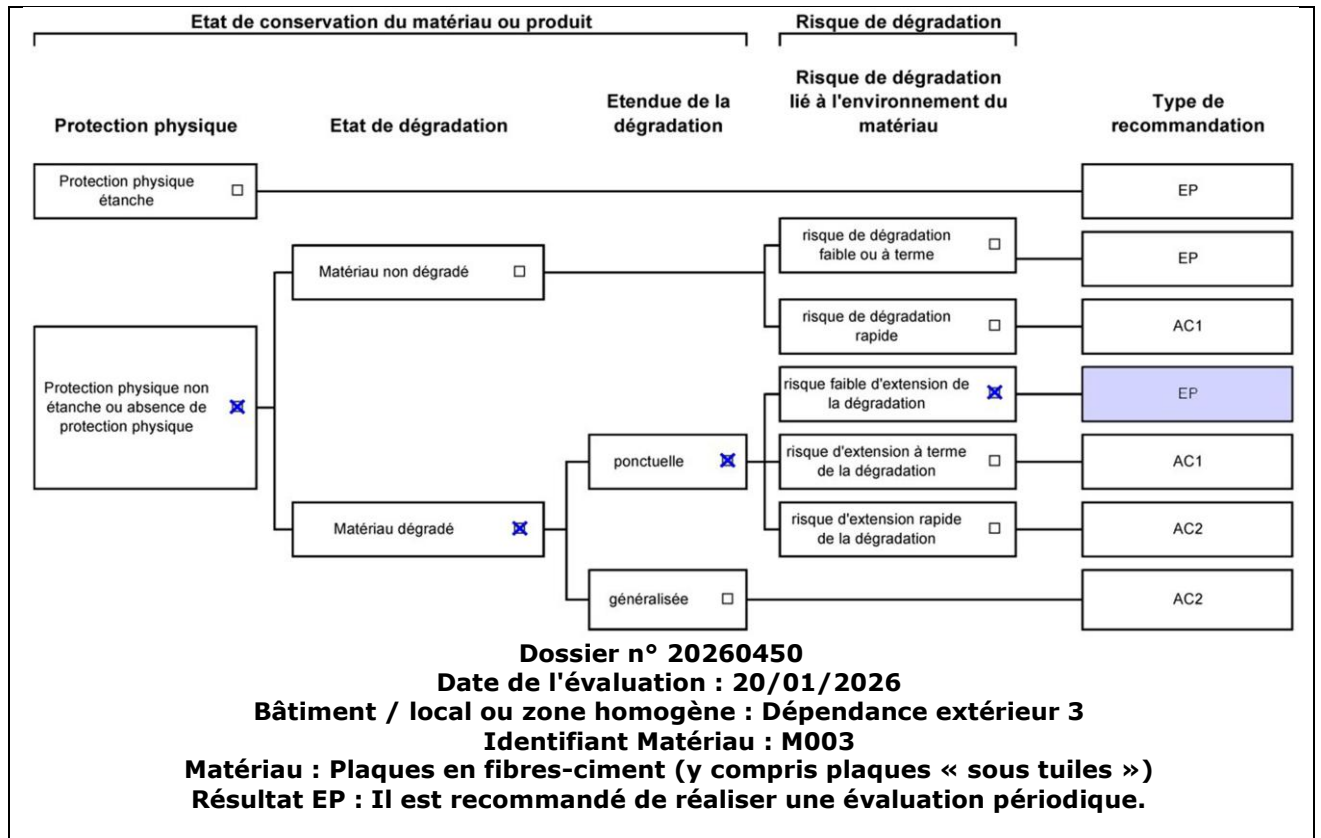 Etat de conservation du matériau ou produit
Risque de dégradation
Protection physique
Etat de dégradation
Etendue de la
dégradation
Risque de dégradation
lié à l'environnement du
matériau
Type de
recommandation
Protection physique
étanche
EP
Matériau non dégradé
risque de dégradation
faible ou à terme
EP
risque de dégradation
rapide
AC1
Protection physique non
étanche ou absence de
protection physique
risque faible d'extension de
la dégradation
EP
ponctuelle
risque d'extension à terme
de la dégradation
AC1
Matériau dégradé
risque d'extension rapide
de la dégradation
AC2
généralisée
AC2
Dossier n° 20260450
Date de l'évaluation : 20/01/2026
Bâtiment / local ou zone homogène : Dépendance extérieur 3
Identifiant Matériau : M003
Matériau : Plaques en fibres-ciment (y compris plaques « sous tuiles »)
Résultat EP : Il est recommandé de réaliser une évaluation périodique.